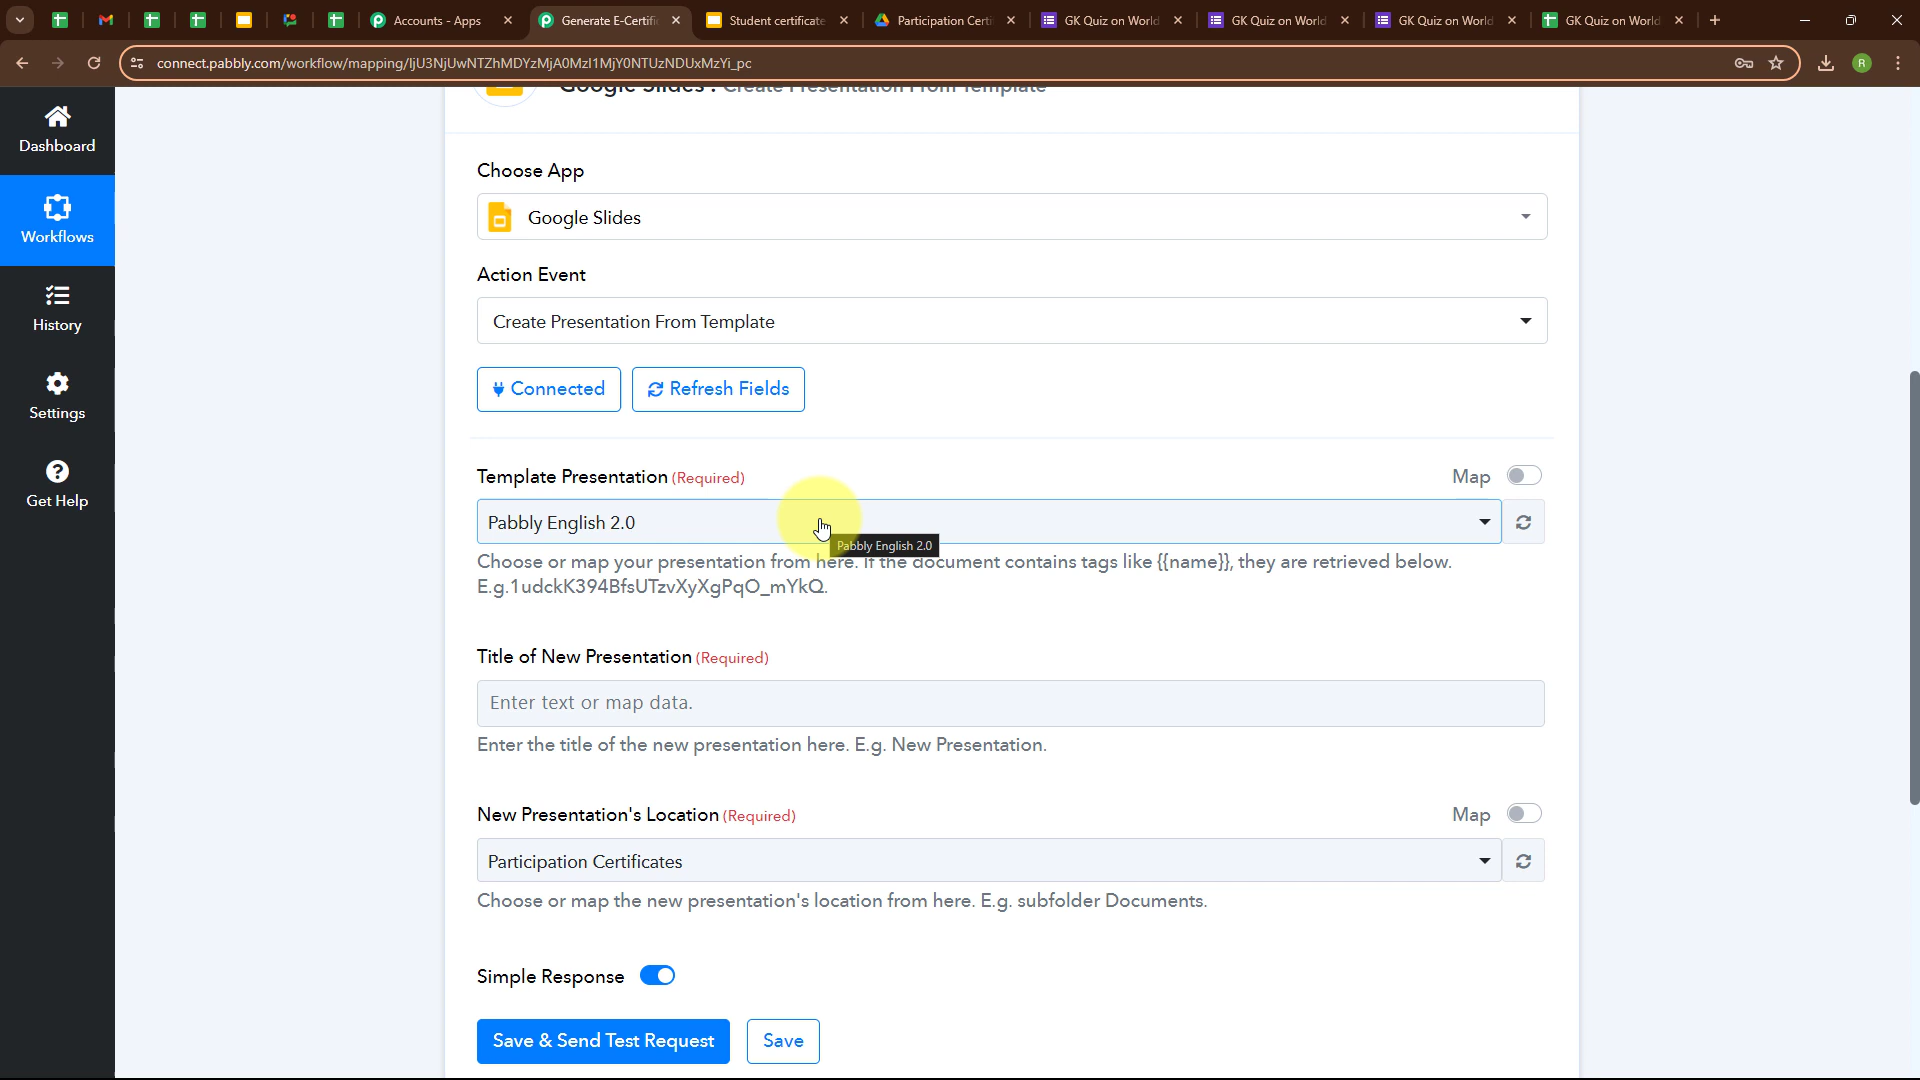 Accounts - Apps
Generate E-Certifi
Student certificate
Participation Certi
GK Quiz on World
GK Quiz on World
GK Quiz on World
GK Quiz on World
connect.pabbly.com/workflow/mapping/IjU3NjUwNTZhMDYzMjA0MzI1MjY0NTUzNDUxMzYi_pc
R
Google Slides : Create Presentation From Template
Dashboard
Workflows
History
Settings
Get Help
Choose App
Google Slides
Action Event
Create Presentation From Template
Connected
Refresh Fields
Template Presentation (Required)
Map
Pabbly English 2.0
Pabbly English 2.0
Choose or map your presentation from here. If the document contains tags like {{name}}, they are retrieved below.
E.g.1udckK394BfsUTzvXyXgPqO_mYkQ.
Title of New Presentation (Required)
Enter text or map data.
Enter the title of the new presentation here. E.g. New Presentation.
New Presentation's Location (Required)
Map
Participation Certificates
Choose or map the new presentation's location from here. E.g. subfolder Documents.
Simple Response
Save & Send Test Request
Save